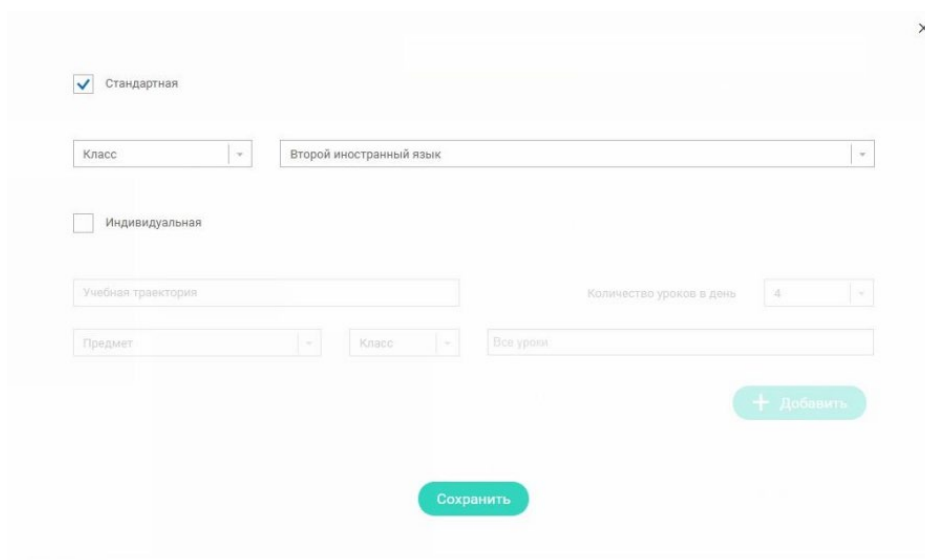 Стандартная
Класс Второй иностранный язык
Индивидуальная
Учебная траектория Количество уроков в день 4
Предмет Класс Все уроки
+ Добавить
Сохранить